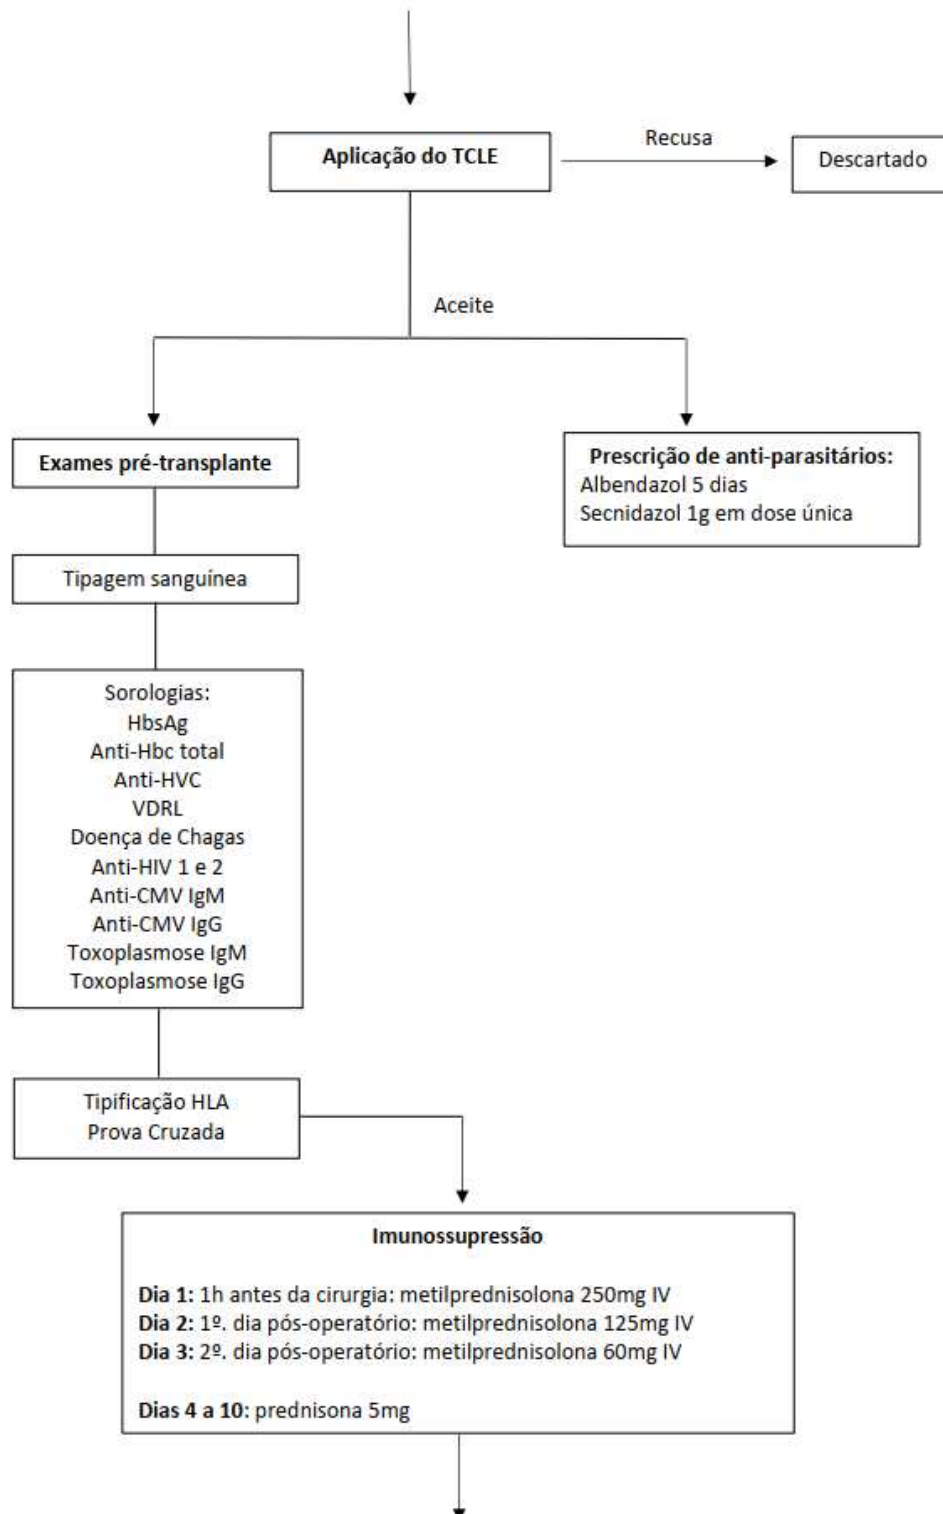 Aplicação do TCLE
Recusa
Descartado
Aceite
Exames pré-transplante
Prescrição de anti-parasitários:
Albendazol 5 dias
Secnidazol 1g em dose única
Tipagem sanguínea
Sorologias:
HbsAg
Anti-Hbc total
Anti-HVC
VDRL
Doença de Chagas
Anti-HIV 1 e 2
Anti-CMV IgM
Anti-CMV IgG
Toxoplasmose IgM
Toxoplasmose IgG
Tipificação HLA
Prova Cruzada
Imunossupressão
Dia 1: 1h antes da cirurgia: metilprednisolona 250mg IV
Dia 2: 1º. dia pós-operatório: metilprednisolona 125mg IV
Dia 3: 2º. dia pós-operatório: metilprednisolona 60mg IV
Dias 4 a 10: prednisona 5mg